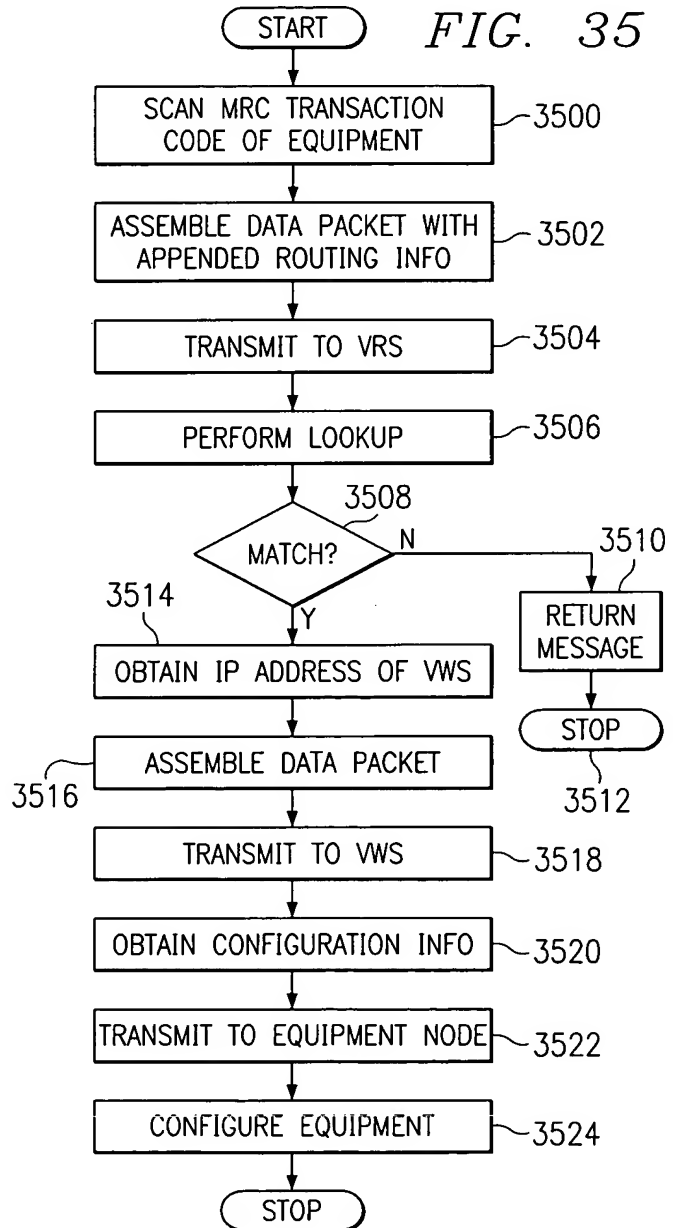 START
FIG. 35
SCAN MRC TRANSACTION
CODE OF EQUIPMENT
3500
ASSEMBLE DATA PACKET WITH
APPENDED ROUTING INFO
3502
TRANSMIT TO VRS
3504
PERFORM LOOKUP
3506
3508
MATCH?
N
Y
3510
RETURN
MESSAGE
STOP
3512
3514
OBTAIN IP ADDRESS OF VWS
ASSEMBLE DATA PACKET
3516
TRANSMIT TO VWS
3518
OBTAIN CONFIGURATION INFO
3520
TRANSMIT TO EQUIPMENT NODE
3522
CONFIGURE EQUIPMENT
3524
STOP